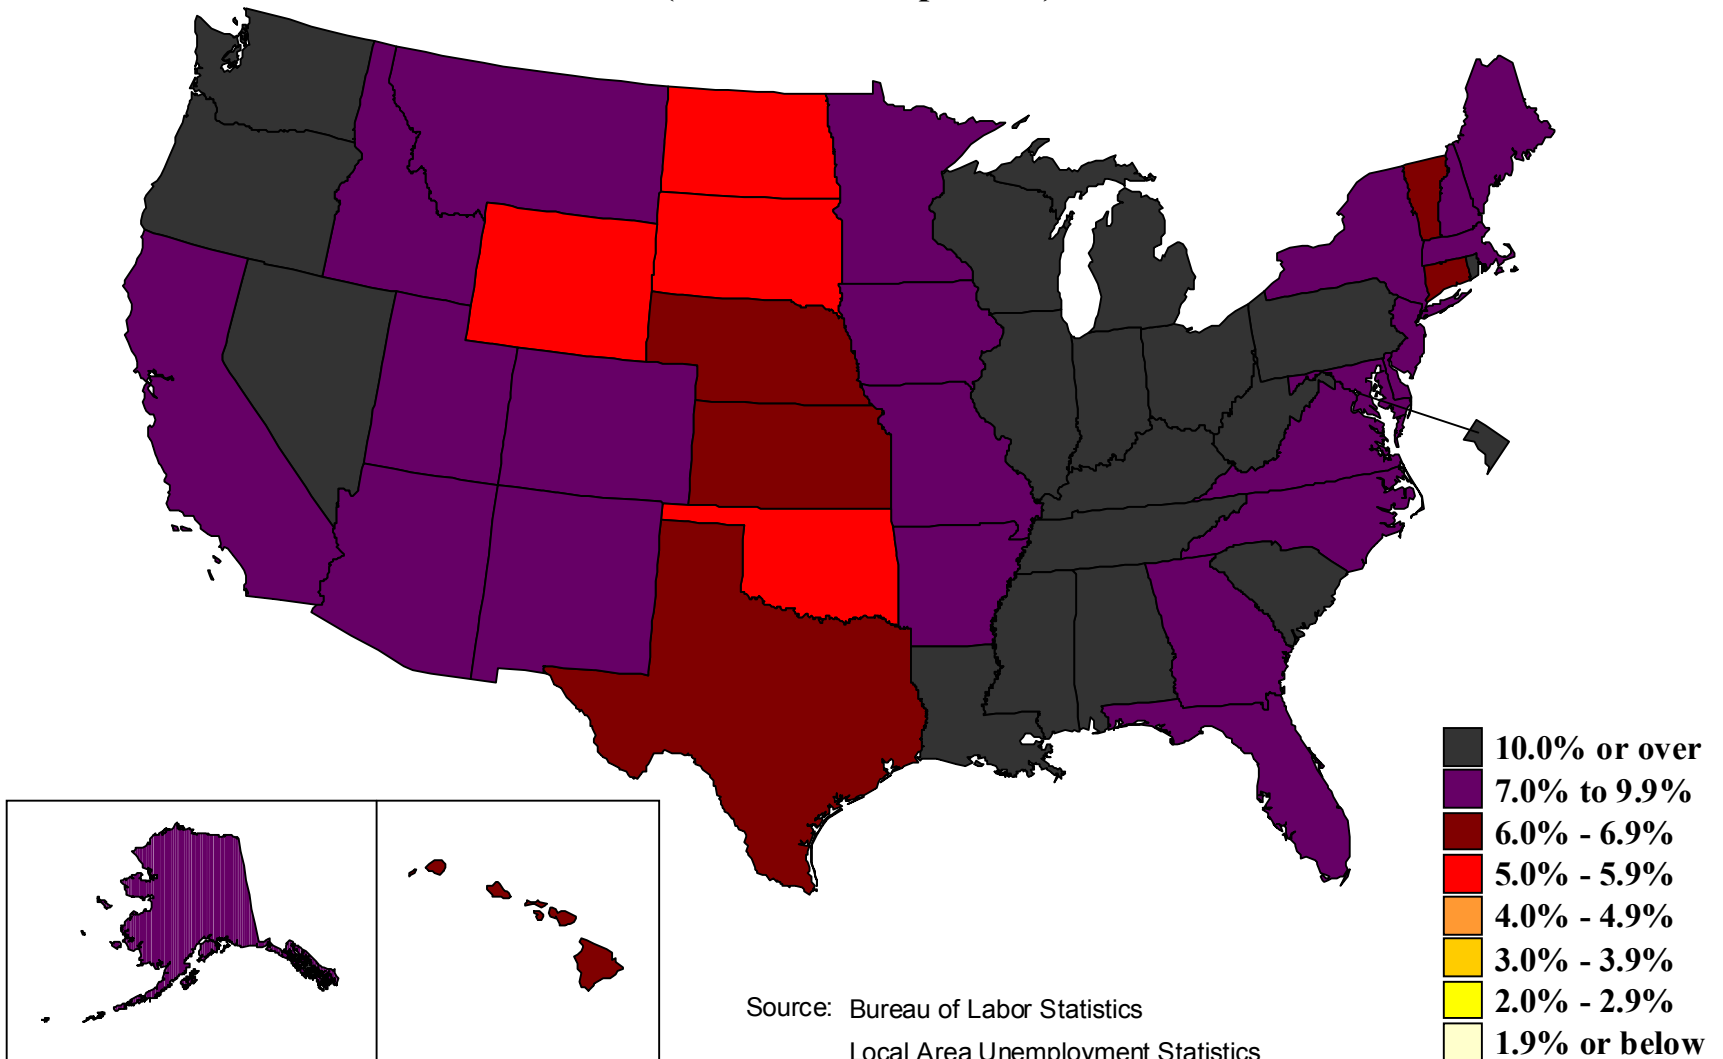 10.0% or over
7.0% to 9.9%
6.0% - 6.9%
5.0% - 5.9%
4.0% - 4.9%
3.0% - 3.9%
2.0% - 2.9%
1.9% or below
Source: Bureau of Labor Statistics
Local Area Unemployment Statistics